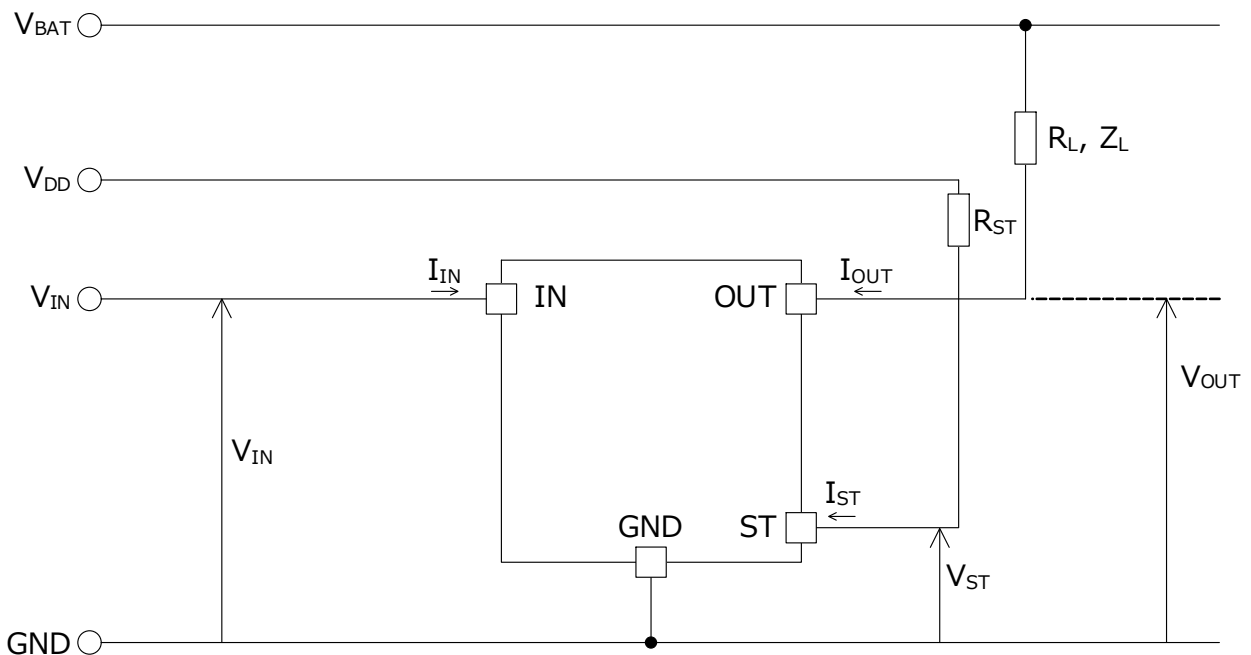 VBAT
RL, ZL
VDD
RST
IIN
IOUT
VIN
IN
OUT
VOUT
VIN
IST
GND
ST
VST
GND